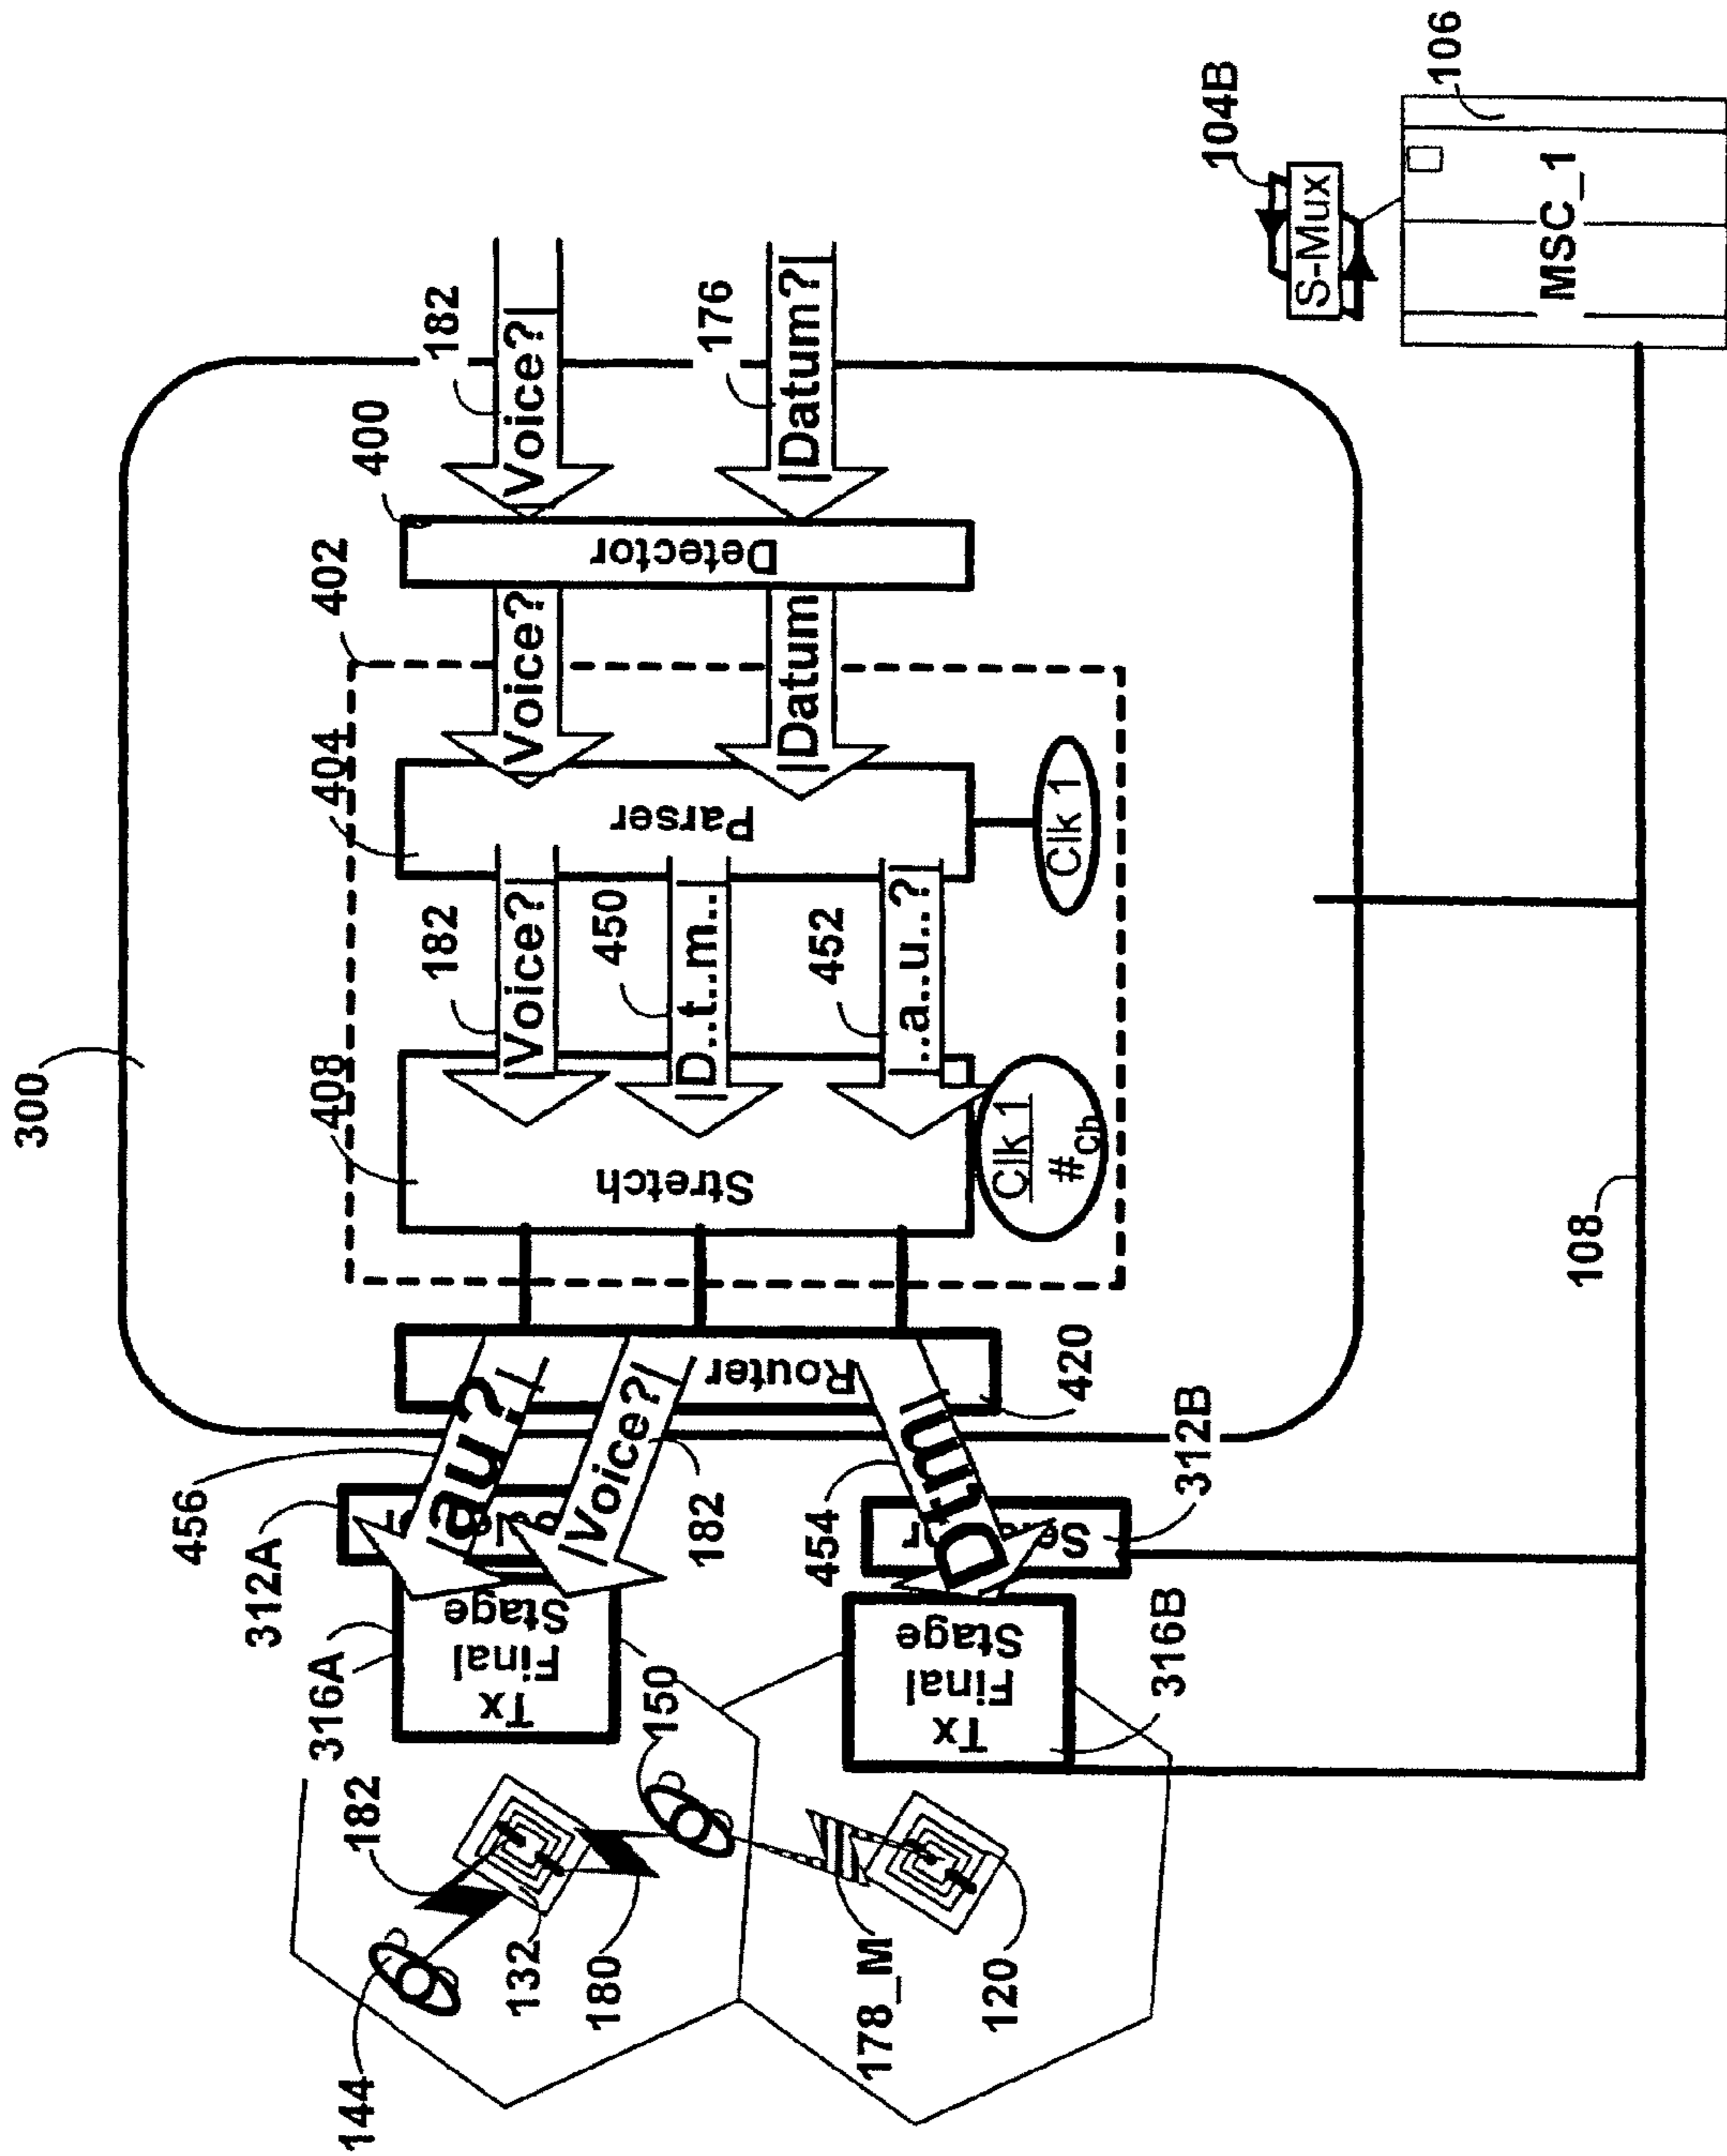 300
400
402
404
408
182
|Voice?|
176
|Datum?|
Detector
Voice?
|Datum
Parser
Clk 1
182
|Voice?|
450
|D..t..m..
452
..a..u..?|
Stretch
Clk 1
#Ch
Router
420
456
|au?|
|Voice?|
182
454
Dtm|
312A
312B
316A
Tx
Final
Stage
316B
Tx
Final
Stage
150
182
144
132
180
178_M
120
108
104B
S-Mux
106
MSC_1